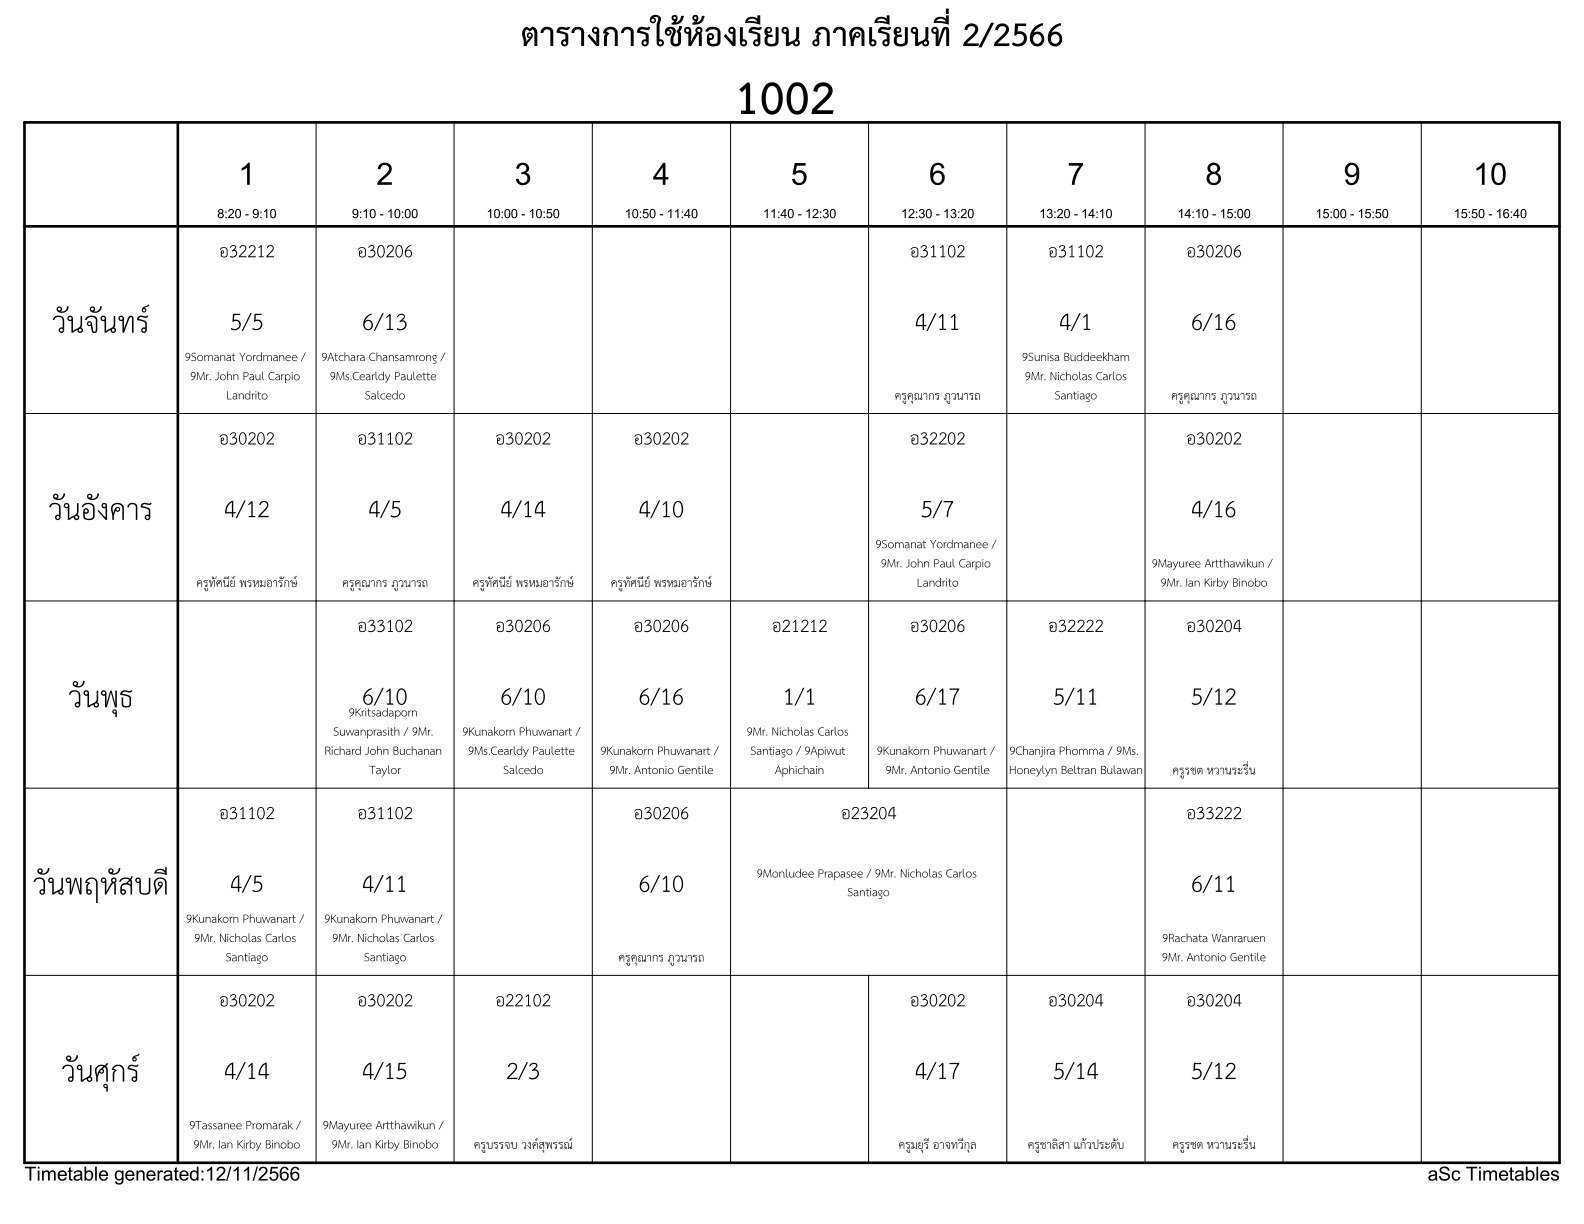 ตารางการใช้ห้องเรียน ภาคเรียนที่ 2/2566
1002
1 2 3 4 5 6 7 8 9 10
8:20 - 9:10 9:10 - 10:00 10:00 - 10:50 10:50 - 11:40 11:40 - 12:30 12:30 - 13:20 13:20 - 14:10 14:10 - 15:00 15:00 - 15:50 15:50 - 16:40
วันจันทร์
อ32212
5/5
9Somanat Yordmanee /
9Mr. John Paul Carpio
Landrito
อ30206
6/13
9Atchara Chansamrong /
9Ms.Cearldy Paulette
Salcedo
อ31102
4/11
ครูคุณากร ภูวนารถ
อ31102
4/1
9Sunisa Buddeekham
9Mr. Nicholas Carlos
Santiago
อ30206
6/16
ครูคุณากร ภูวนารถ
วันอังคาร
อ30202
4/12
ครูทัศนีย์ พรหมอารักษ์
อ31102
4/5
ครูคุณากร ภูวนารถ
อ30202
4/14
ครูทัศนีย์ พรหมอารักษ์
อ30202
4/10
ครูทัศนีย์ พรหมอารักษ์
อ32202
5/7
9Somanat Yordmanee /
9Mr. John Paul Carpio
Landrito
อ30202
4/16
9Mayuree Artthawikun /
9Mr. Ian Kirby Binobo
วันพุธ
อ33102
6/10
9Kritsadaporn
Suwanprasith / 9Mr.
Richard John Buchanan
Taylor
อ30206
6/10
9Kunakorn Phuwanart /
9Ms.Cearldy Paulette
Salcedo
อ30206
6/16
9Kunakorn Phuwanart /
9Mr. Antonio Gentile
อ21212
1/1
9Mr. Nicholas Carlos
Santiago / 9Apiwut
Aphichain
อ30206
6/17
9Kunakorn Phuwanart /
9Mr. Antonio Gentile
อ32222
5/11
9Chanjira Phomma / 9Ms.
Honeylyn Beltran Bulawan
อ30204
5/12
ครูรชต หวานระรื่น
วันพฤหัสบดี
อ31102
4/5
9Kunakorn Phuwanart /
9Mr. Nicholas Carlos
Santiago
อ31102
4/11
9Kunakorn Phuwanart /
9Mr. Nicholas Carlos
Santiago
อ30206
6/10
ครูคุณากร ภูวนารถ
อ23204
9Monludee Prapasee / 9Mr. Nicholas Carlos
Santiago
อ33222
6/11
9Rachata Wanraruen
9Mr. Antonio Gentile
วันศุกร์
อ30202
4/14
9Tassanee Promarak /
9Mr. Ian Kirby Binobo
อ30202
4/15
9Mayuree Artthawikun /
9Mr. Ian Kirby Binobo
อ22102
2/3
ครูบรรจบ วงค์สุพรรณ์
อ30202
4/17
ครูมยุรี อาจทวีกุล
อ30204
5/14
ครูชาลิสา แก้วประดับ
อ30204
5/12
ครูรชต หวานระรื่น
Timetable generated:12/11/2566
aSc Timetables